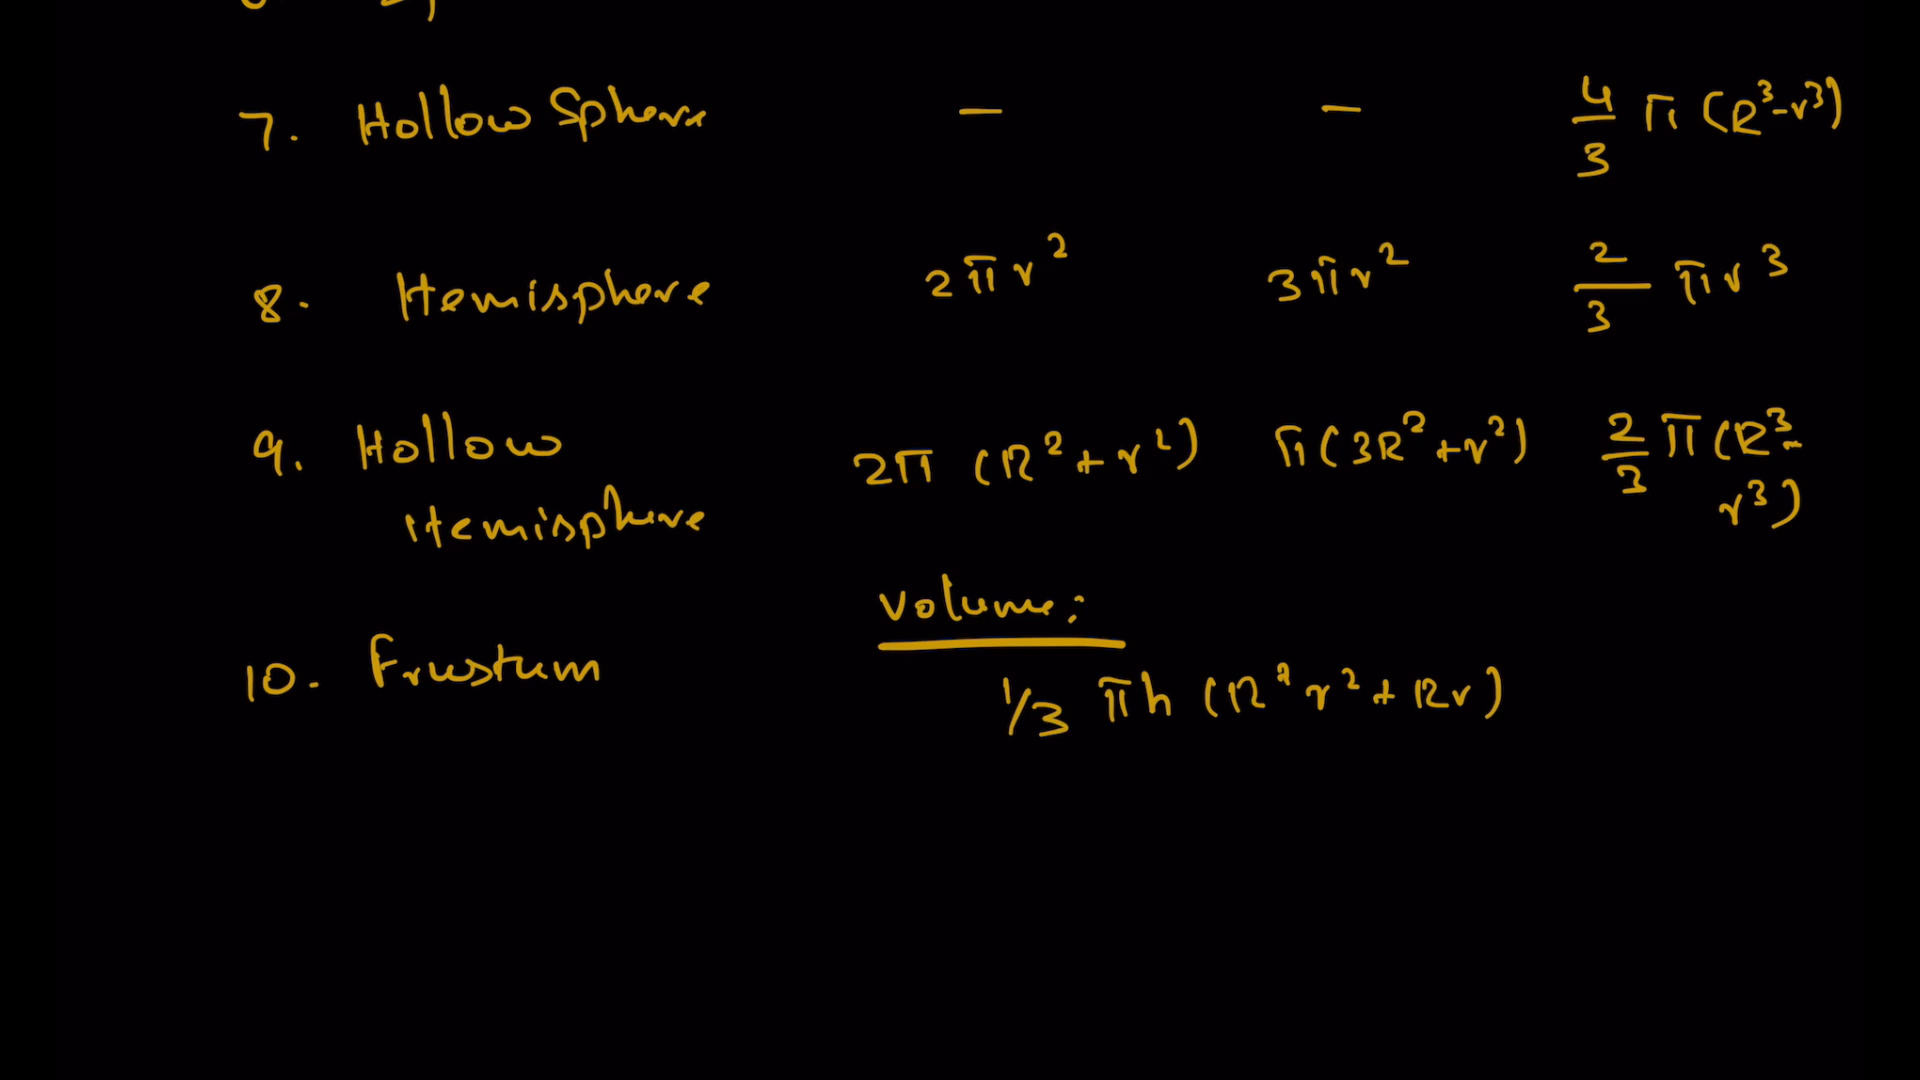 7. Hollow Sphere — — 4/3 π (R³-r³)
8. Hemisphere 2πr² 3πr² 2/3 πr³
9. Hollow 2π (R²+r²) π(3R²+r²) 2/3 π(R³-
Hemisphere r³)
Volume:
10. Frustum 1/3 πh (R² r²+Rr)